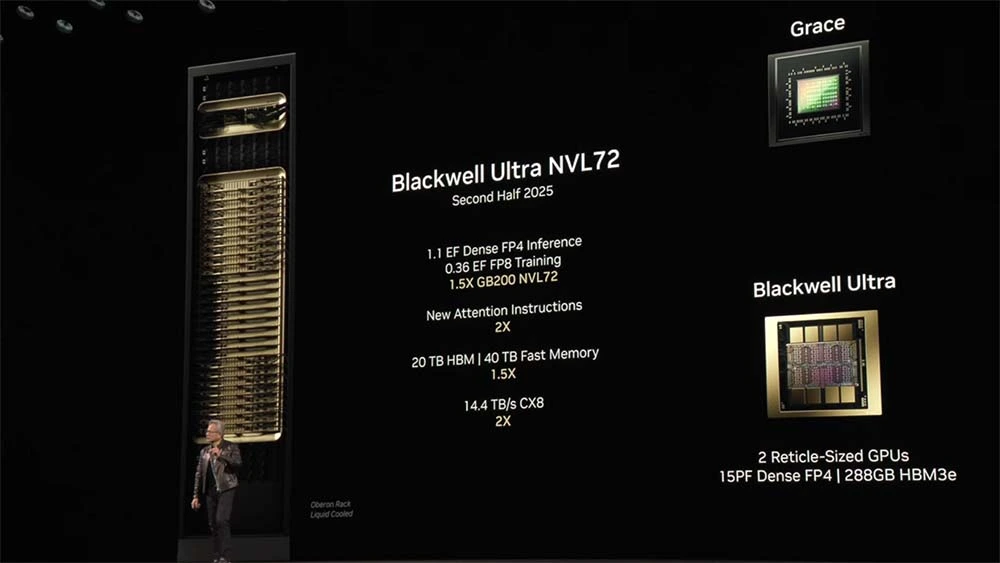 Grace
Blackwell Ultra NVL72
Second Half 2025
1.1 EF Dense FP4 Inference
0.36 EF FP8 Training
1.5X GB200 NVL72
New Attention Instructions
2X
20 TB HBM | 40 TB Fast Memory
1.5X
14.4 TB/s CX8
2X
Oberon Rack
Liquid Cooled
Blackwell Ultra
2 Reticle-Sized GPUs
15PF Dense FP4 | 288GB HBM3e